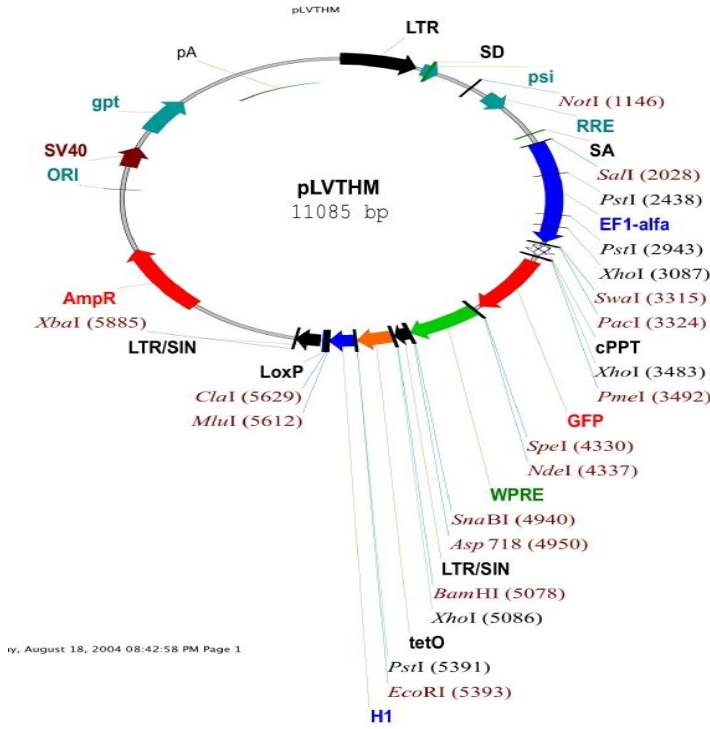 pLVTHM
LTR
SD
pA
psi
NotI (1146)
gpt
RRE
SA
SV40
ORI
SalI (2028)
pLVTHM
11085 bp
PstI (2438)
EF1-alfa
PstI (2943)
XhoI (3087)
AmpR
SwaI (3315)
XbaI (5885)
PacI (3324)
LTR/SIN
cPPT
LoxP
XhoI (3483)
ClaI (5629)
PmeI (3492)
MluI (5612)
GFP
SpeI (4330)
NdeI (4337)
WPRE
SnaBI (4940)
Asp718 (4950)
LTR/SIN
BamHI (5078)
XhoI (5086)
tetO
, August 18, 2004 08:42:58 PM Page 1
PstI (5391)
EcoRI (5393)
H1